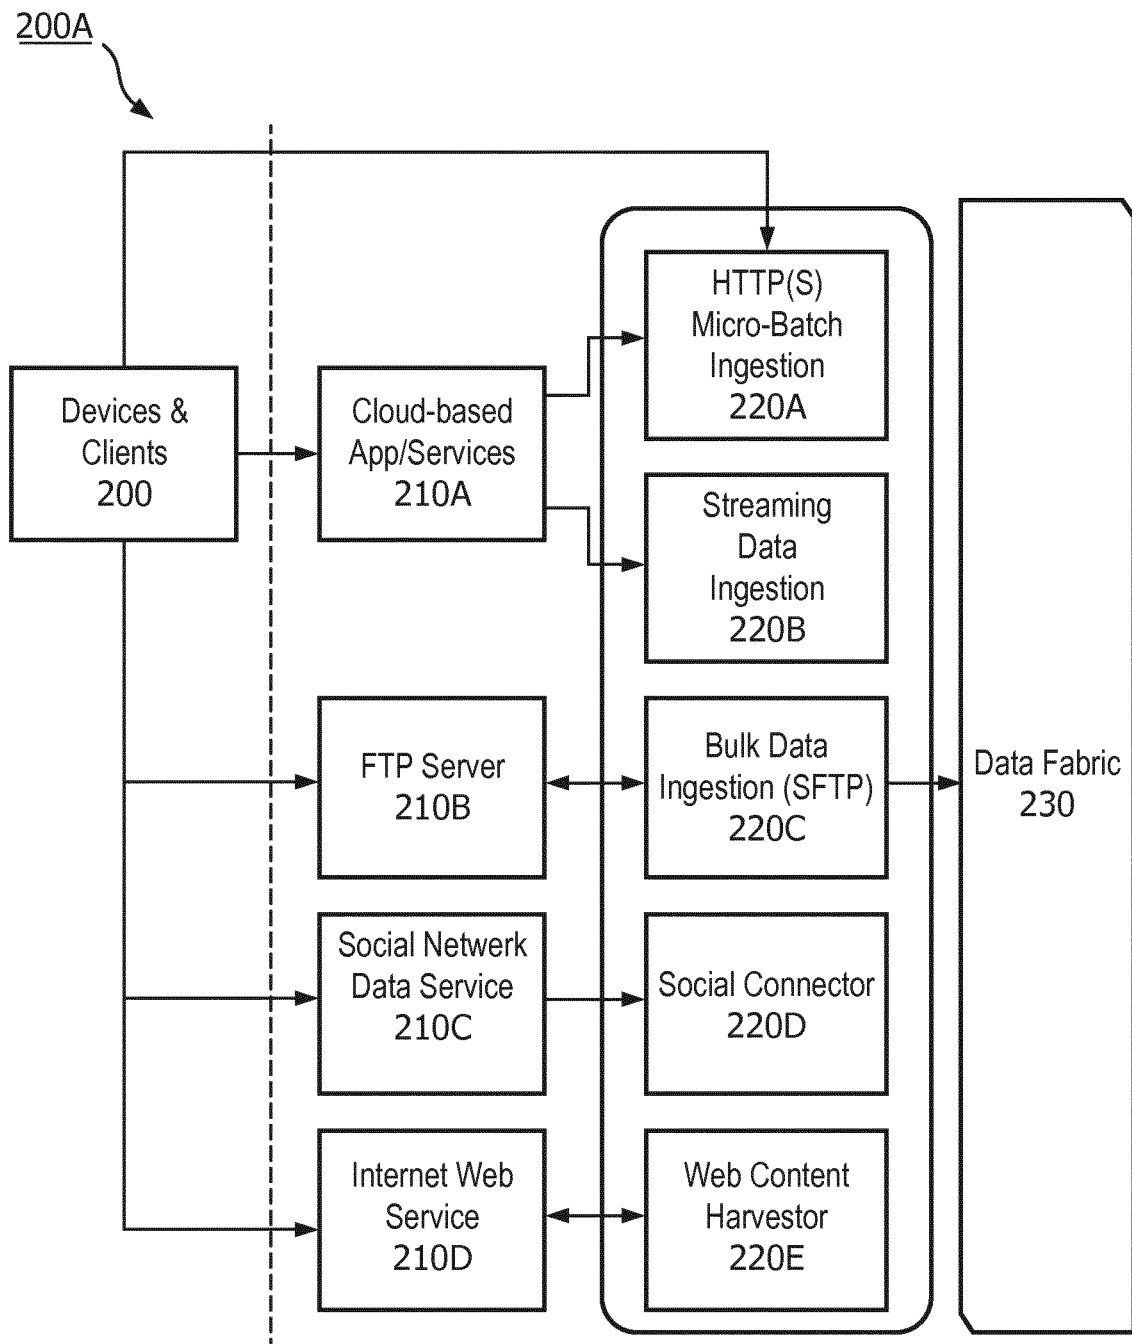 200A
HTTP(S)
Micro-Batch
Ingestion
220A
Devices &
Clients
200
Cloud-based
App/Services
210A
Streaming
Data
Ingestion
220B
FTP Server
210B
Bulk Data
Ingestion (SFTP)
220C
Data Fabric
230
Social Netwerk
Data Service
210C
Social Connector
220D
Internet Web
Service
210D
Web Content
Harvestor
220E